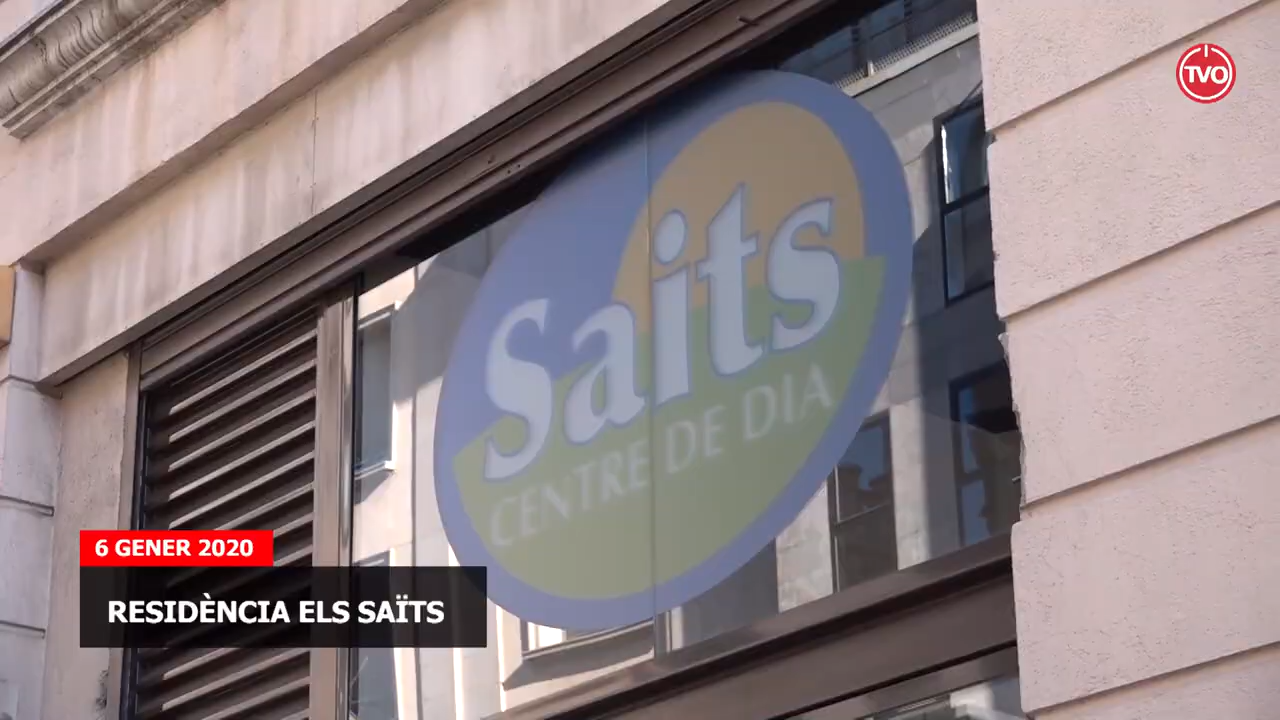 TVO
Saits
CENTRE DE DIA
6 GENER 2020
RESIDÈNCIA ELS SAÏTS